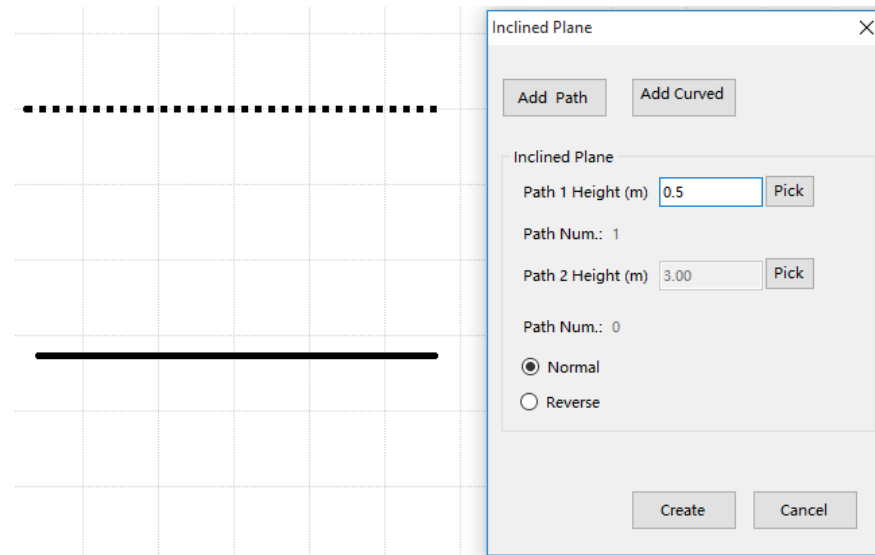 Inclined Plane
Add Path
Add Curved
Inclined Plane
Path 1 Height (m) 0.5 Pick
Path Num.: 1
Path 2 Height (m) 3.00 Pick
Path Num.: 0
Normal
Reverse
Create
Cancel